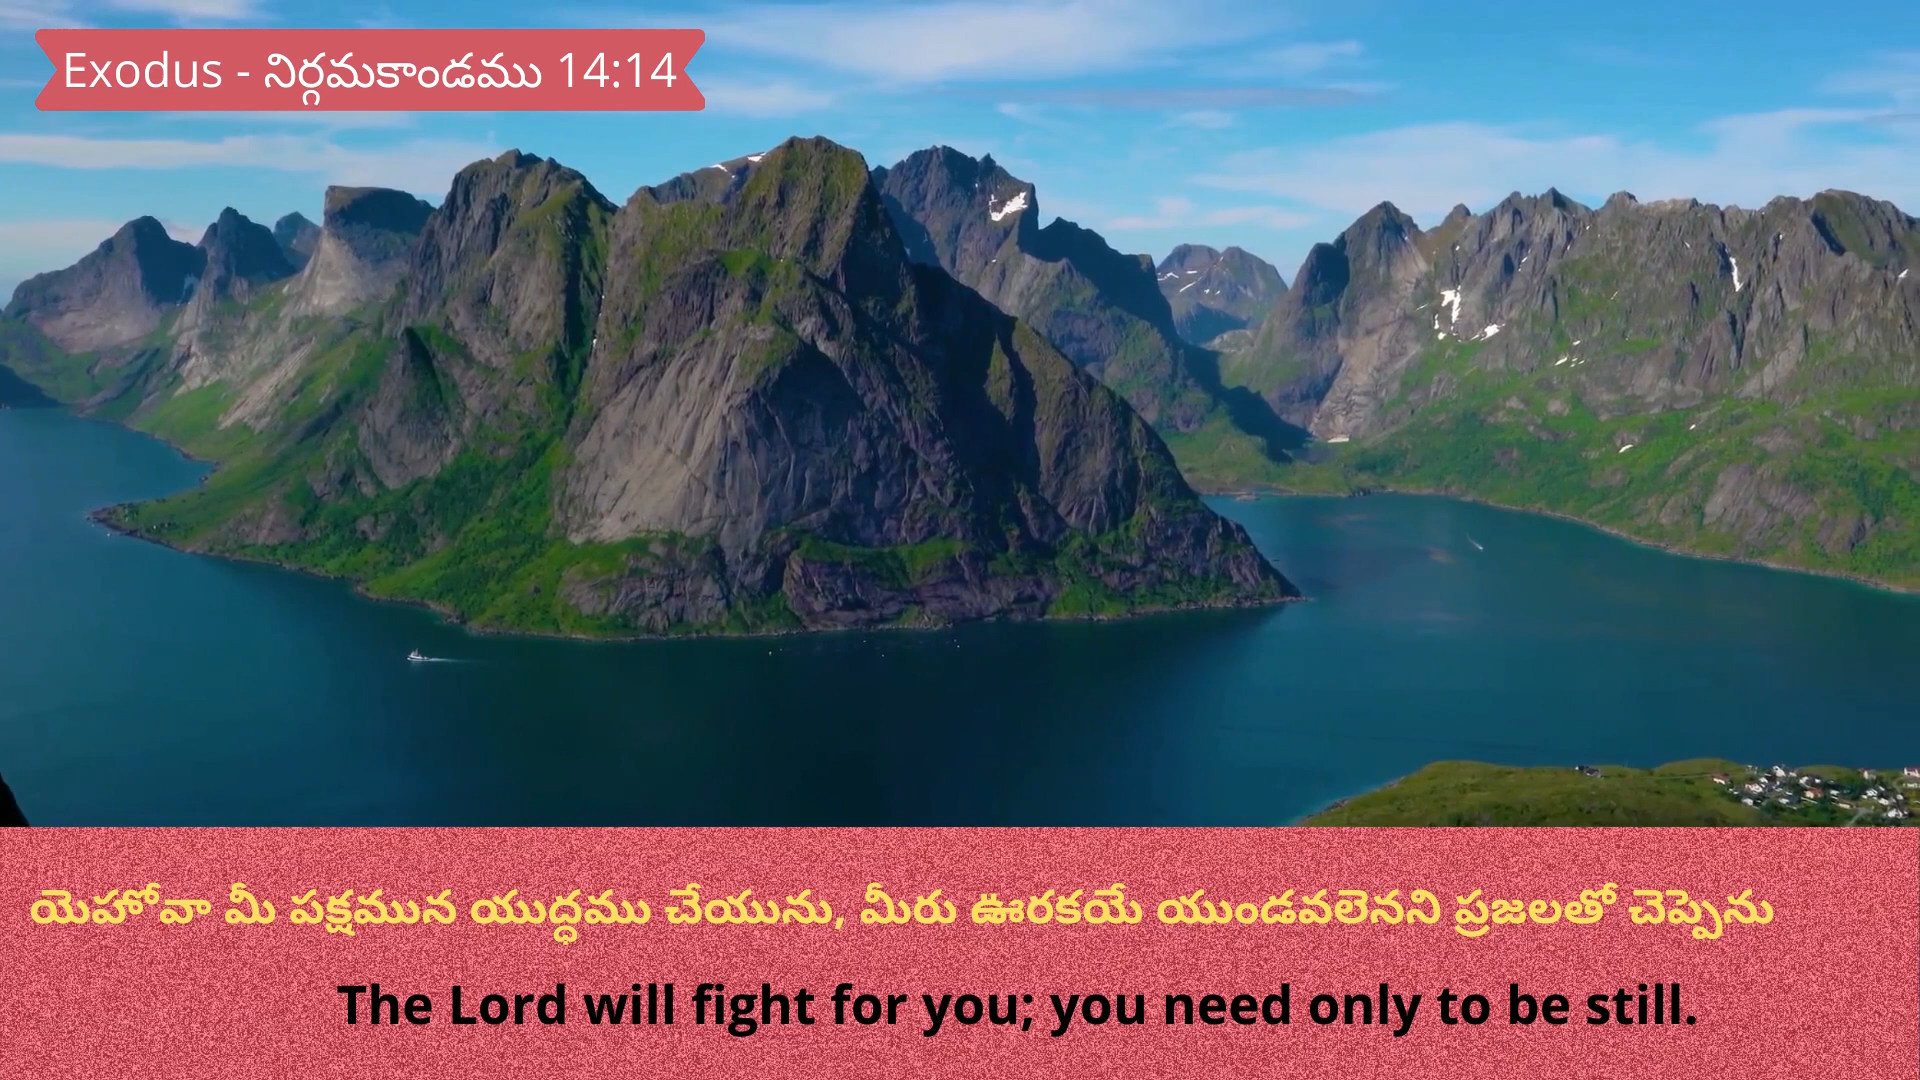 Exodus - నిర్గమకాండము 14:14
యెహోవా మీ పక్షమున యుద్ధము చేయును, మీరు ఊరకయే యుండవలెనని ప్రజలతో చెప్పెను
The Lord will fight for you; you need only to be still.